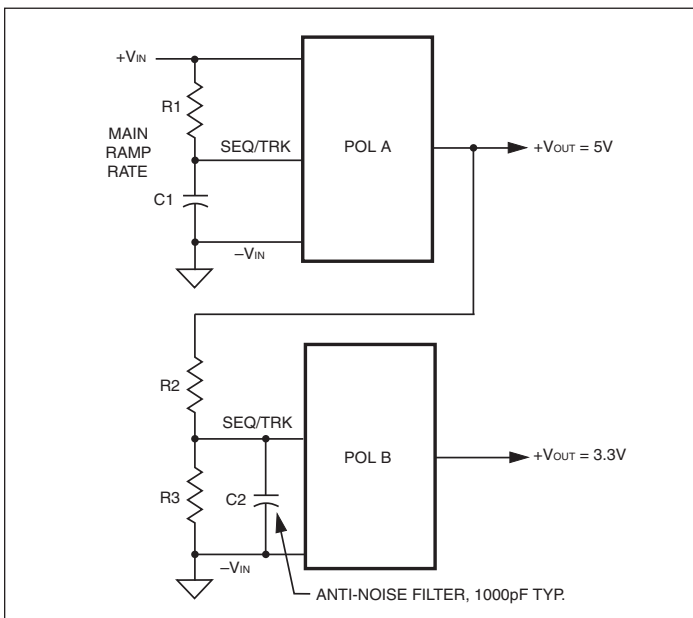 +VIN
R1
MAIN
RAMP
RATE
SEQ/TRK
POL A
+VOUT = 5V
C1
–VIN
R2
SEQ/TRK
POL B
+VOUT = 3.3V
R3
C2
–VIN
ANTI-NOISE FILTER, 1000pF TYP.